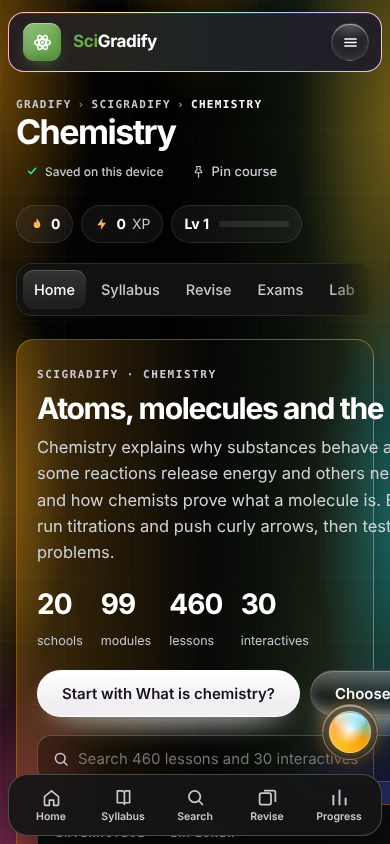 SciGradify
GRADIFY › SCIGRADIFY › CHEMISTRY
Chemistry
Saved on this device Pin course
0 0 XP Lv 1
Home Syllabus Revise Exams Lab
SCIGRADIFY · CHEMISTRY
Atoms, molecules and the
Chemistry explains why substances behave
some reactions release energy and others
and how chemists prove what a molecule is.
run titrations and push curly arrows, then test
problems.
20 99 460 30
schools modules lessons interactives
Start with What is chemistry? Choose
Search 460 lessons and 30 interactives
Home Syllabus Search Revise Progress